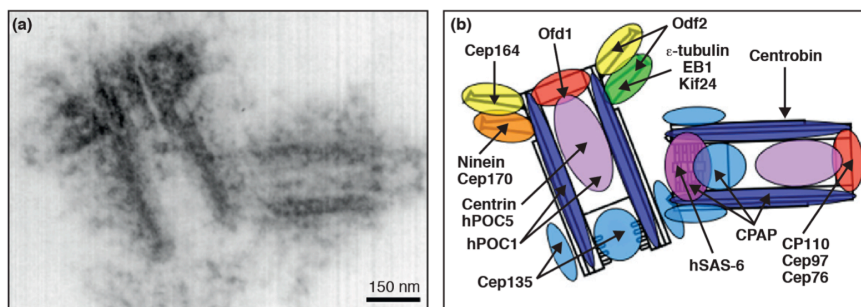 (a)
150 nm
(b)
Cep164
Ofd1
Odf2
ε-tubulin
EB1
Kif24
Centrobin
Ninein
Cep170
Centrin
hPOC5
hPOC1
Cep135
hSAS-6
CPAP
CP110
Cep97
Cep76